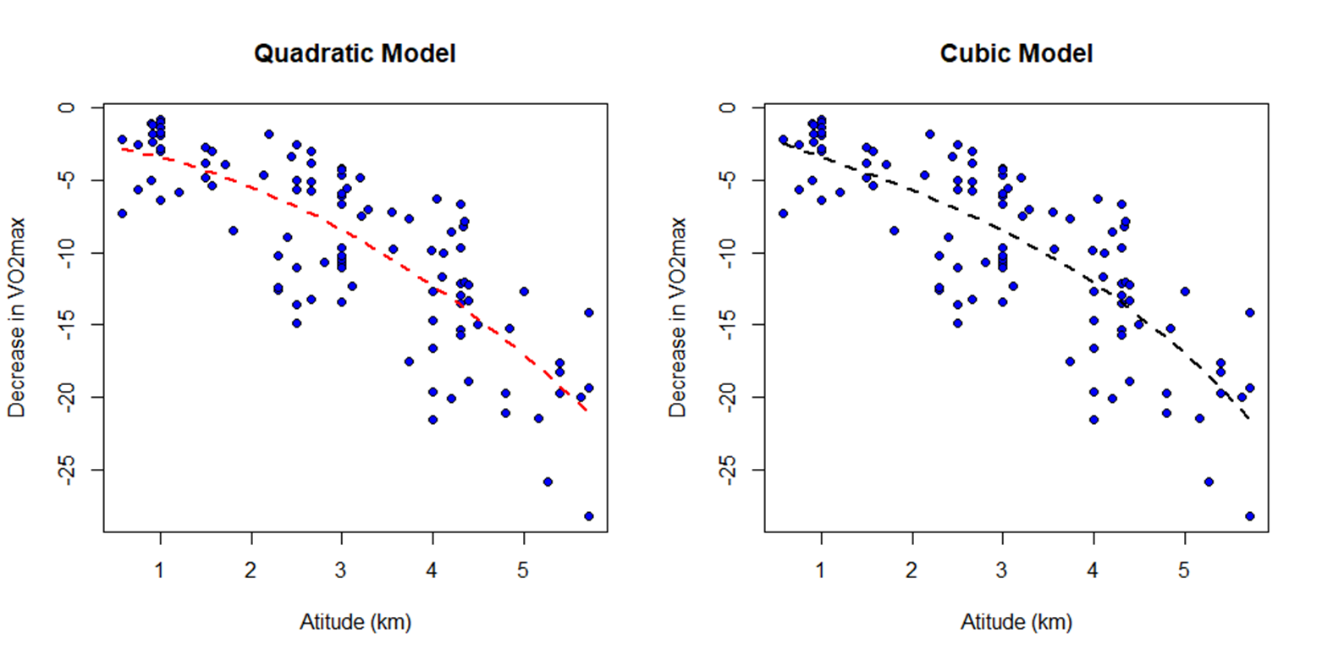 Quadratic Model
0
-5
-10
-15
-20
-25
Decrease in VO2max
1 2 3 4 5
Atitude (km)
Cubic Model
0
-5
-10
-15
-20
-25
Decrease in VO2max
1 2 3 4 5
Atitude (km)